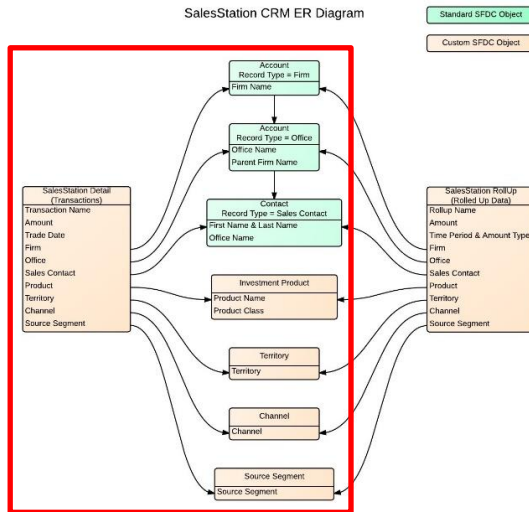 SalesStation CRM ER Diagram
Standard SFDC Object
Custom SFDC Object
Account
Record Type = Firm
Firm Name
Account
Record Type = Office
Office Name
Parent Firm Name
Contact
Record Type = Sales Contact
First Name & Last Name
Office Name
SalesStation Detail
(Transactions)
Transaction Name
Amount
Trade Date
Firm
Office
Sales Contact
Product
Territory
Channel
Source Segment
Investment Product
Product Name
Product Class
Territory
Territory
Channel
Channel
Source Segment
Source Segment
SalesStation RollUp
(Rolled Up Data)
Rollup Name
Amount
Time Period & Amount Type
Firm
Office
Sales Contact
Product
Territory
Channel
Source Segment